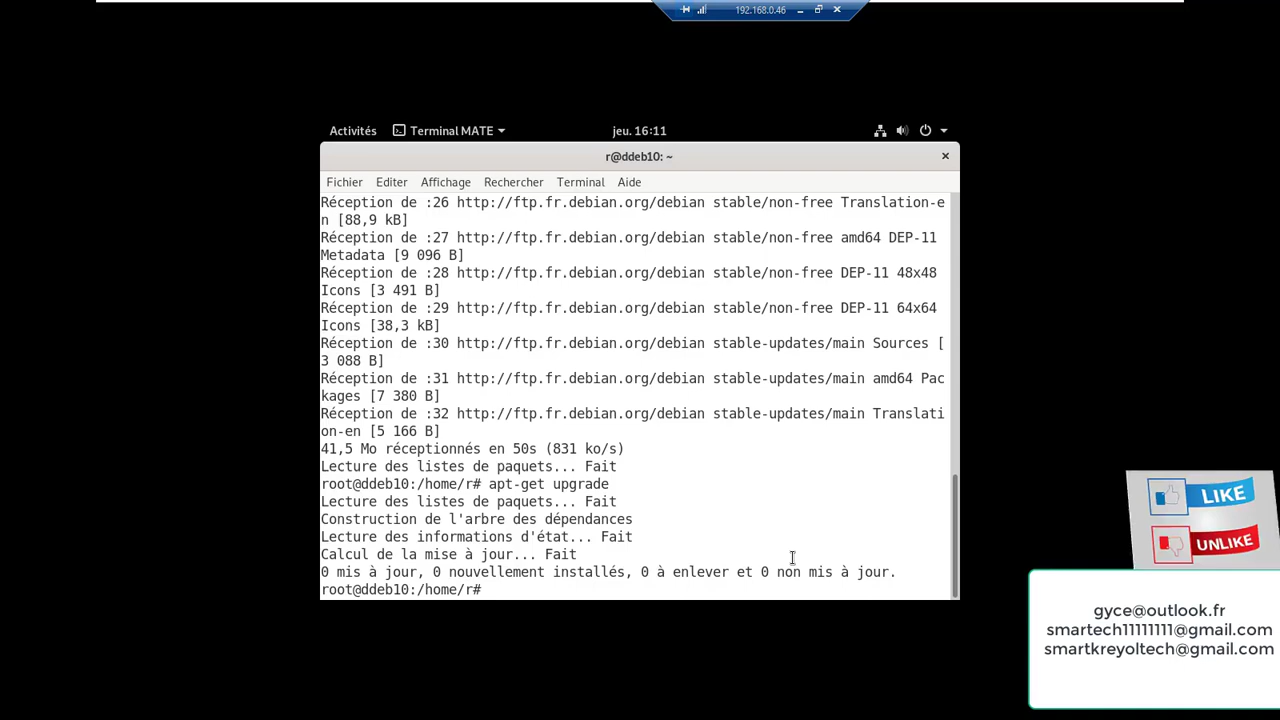 192.168.0.46
Activités Terminal MATE jeu. 16:11
r@ddeb10: ~
Fichier Editer Affichage Rechercher Terminal Aide
Réception de :26 http://ftp.fr.debian.org/debian stable/non-free Translation-e
n [88,9 kB]
Réception de :27 http://ftp.fr.debian.org/debian stable/non-free amd64 DEP-11
Metadata [9 096 B]
Réception de :28 http://ftp.fr.debian.org/debian stable/non-free DEP-11 48x48
Icons [3 491 B]
Réception de :29 http://ftp.fr.debian.org/debian stable/non-free DEP-11 64x64
Icons [38,3 kB]
Réception de :30 http://ftp.fr.debian.org/debian stable-updates/main Sources [
3 088 B]
Réception de :31 http://ftp.fr.debian.org/debian stable-updates/main amd64 Pac
kages [7 380 B]
Réception de :32 http://ftp.fr.debian.org/debian stable-updates/main Translati
on-en [5 166 B]
41,5 Mo réceptionnés en 50s (831 ko/s)
Lecture des listes de paquets... Fait
root@ddeb10:/home/r# apt-get upgrade
Lecture des listes de paquets... Fait
Construction de l'arbre des dépendances
Lecture des informations d'état... Fait
Calcul de la mise à jour... Fait
0 mis à jour, 0 nouvellement installés, 0 à enlever et 0 non mis à jour.
root@ddeb10:/home/r#
LIKE
UNLIKE
gyce@outlook.fr
smartech11111111@gmail.com
smartkreyoltech@gmail.com